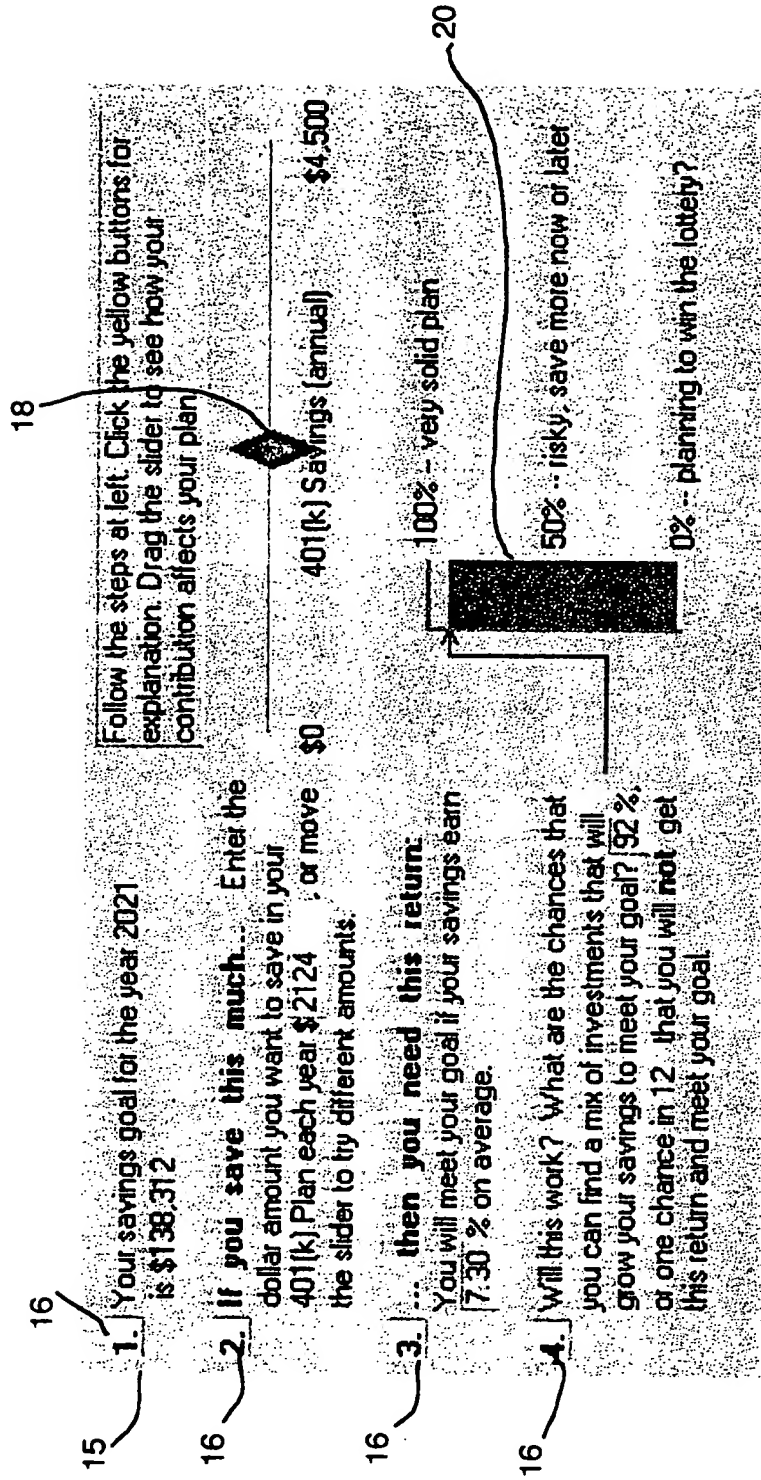 18
Follow the steps at left. Click the yellow buttons for
explanation. Drag the slider to see how your
contribution affects your plan.
15
16
1. Your savings goal for the year 2021
is $138,312
16
2. If you save this much... Enter the
dollar amount you want to save in your
401(k) Plan each year $2124 , or move
the slider to try different amounts.
$0
401(k) Savings (annual)
$4,500
16
3. ... then you need this return:
You will meet your goal if your savings earn
7.30 % on average.
16
4. Will this work? What are the chances that
you can find a mix of investments that will
grow your savings to meet your goal? 92 %,
or one chance in 12 that you will not get
this return and meet your goal.
100% -- very solid plan
50% -- risky, save more now or later
0% -- planning to win the lottery?
20